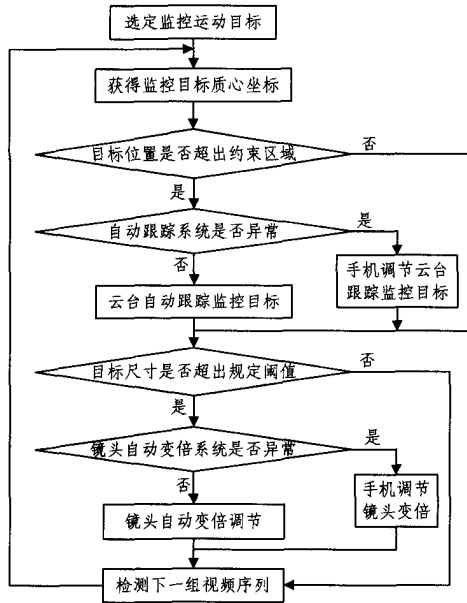 选定监控运动目标
获得监控目标质心坐标
目标位置是否超出约束区域
否
是
自动跟踪系统是否异常
是
否
手机调节云台
跟踪监控目标
云台自动跟踪监控目标
目标尺寸是否超出规定阈值
否
是
镜头自动变倍系统是否异常
是
否
手机调节
镜头变倍
镜头自动变倍调节
检测下一组视频序列